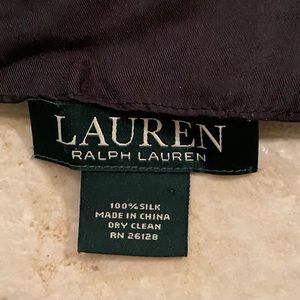 LAUREN
RALPH LAUREN
100% SILK
MADE IN CHINA
DRY CLEAN
RN 26128